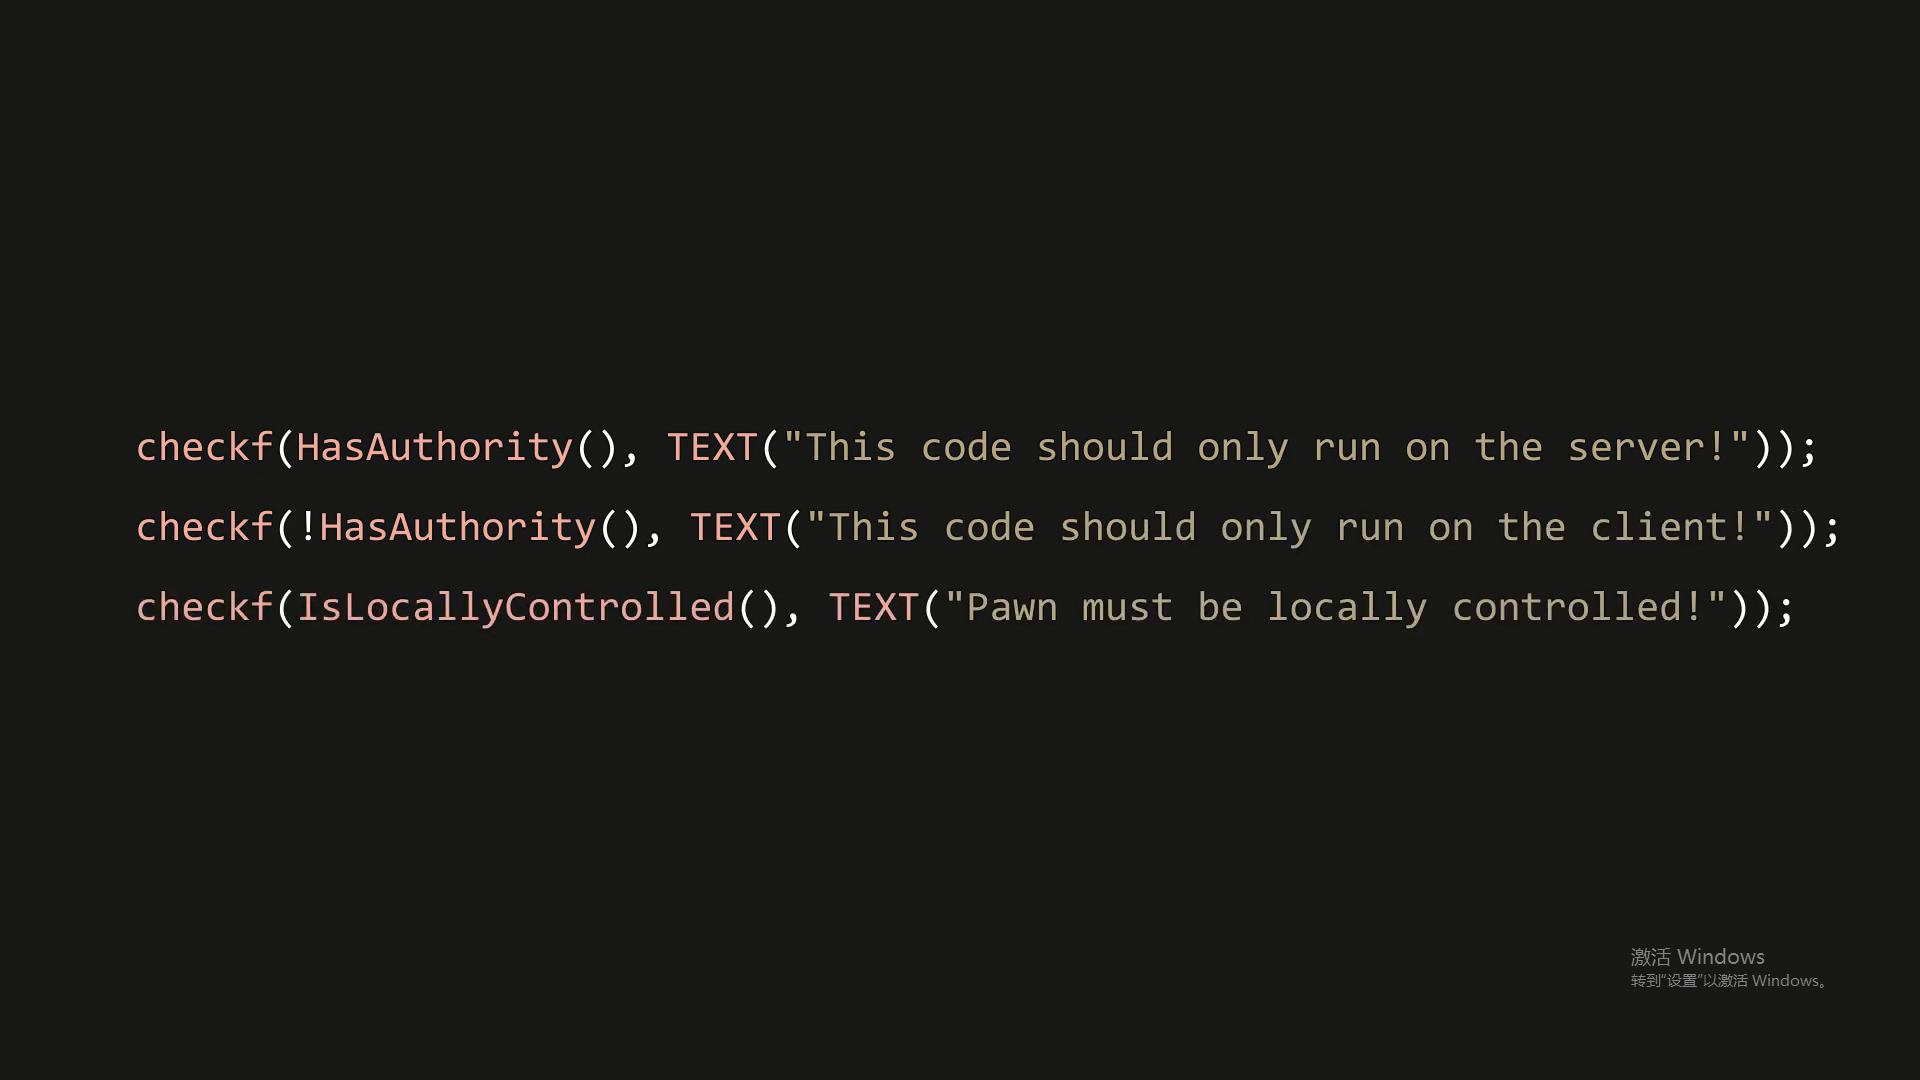 checkf(HasAuthority(), TEXT("This code should only run on the server!"));
checkf(!HasAuthority(), TEXT("This code should only run on the client!"));
checkf(IsLocallyControlled(), TEXT("Pawn must be locally controlled!"));
激活 Windows
转到“设置”以激活 Windows。